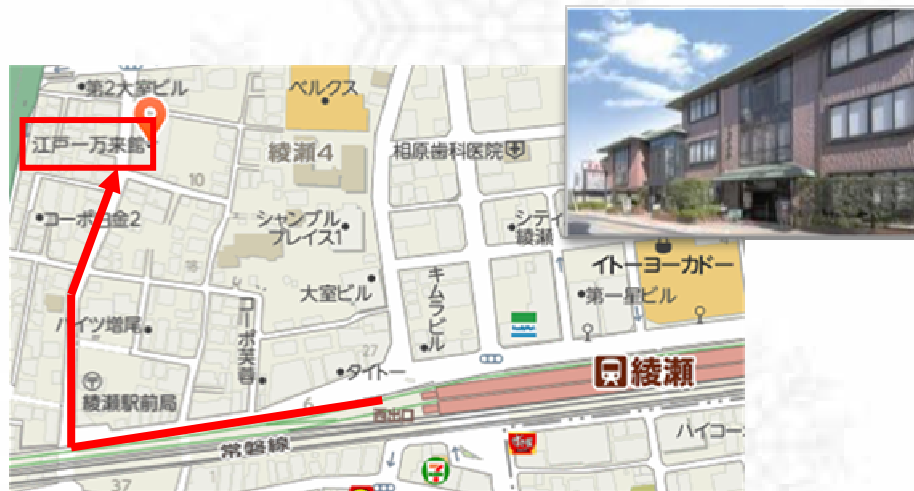 第2大室ビル
ベルクス
江戸一万来館
綾瀬4
相原歯科医院
10
コーポ白金2
シャンブル
プレイス1
シティ
綾瀬
18
イトーヨーカドー
大室ビル
キムラビル
第一星ビル
ハイツ増尾
コーポ芙蓉
27
タイトー
綾瀬
綾瀬駅前局
6
西出口
常磐線
ハイコー
37